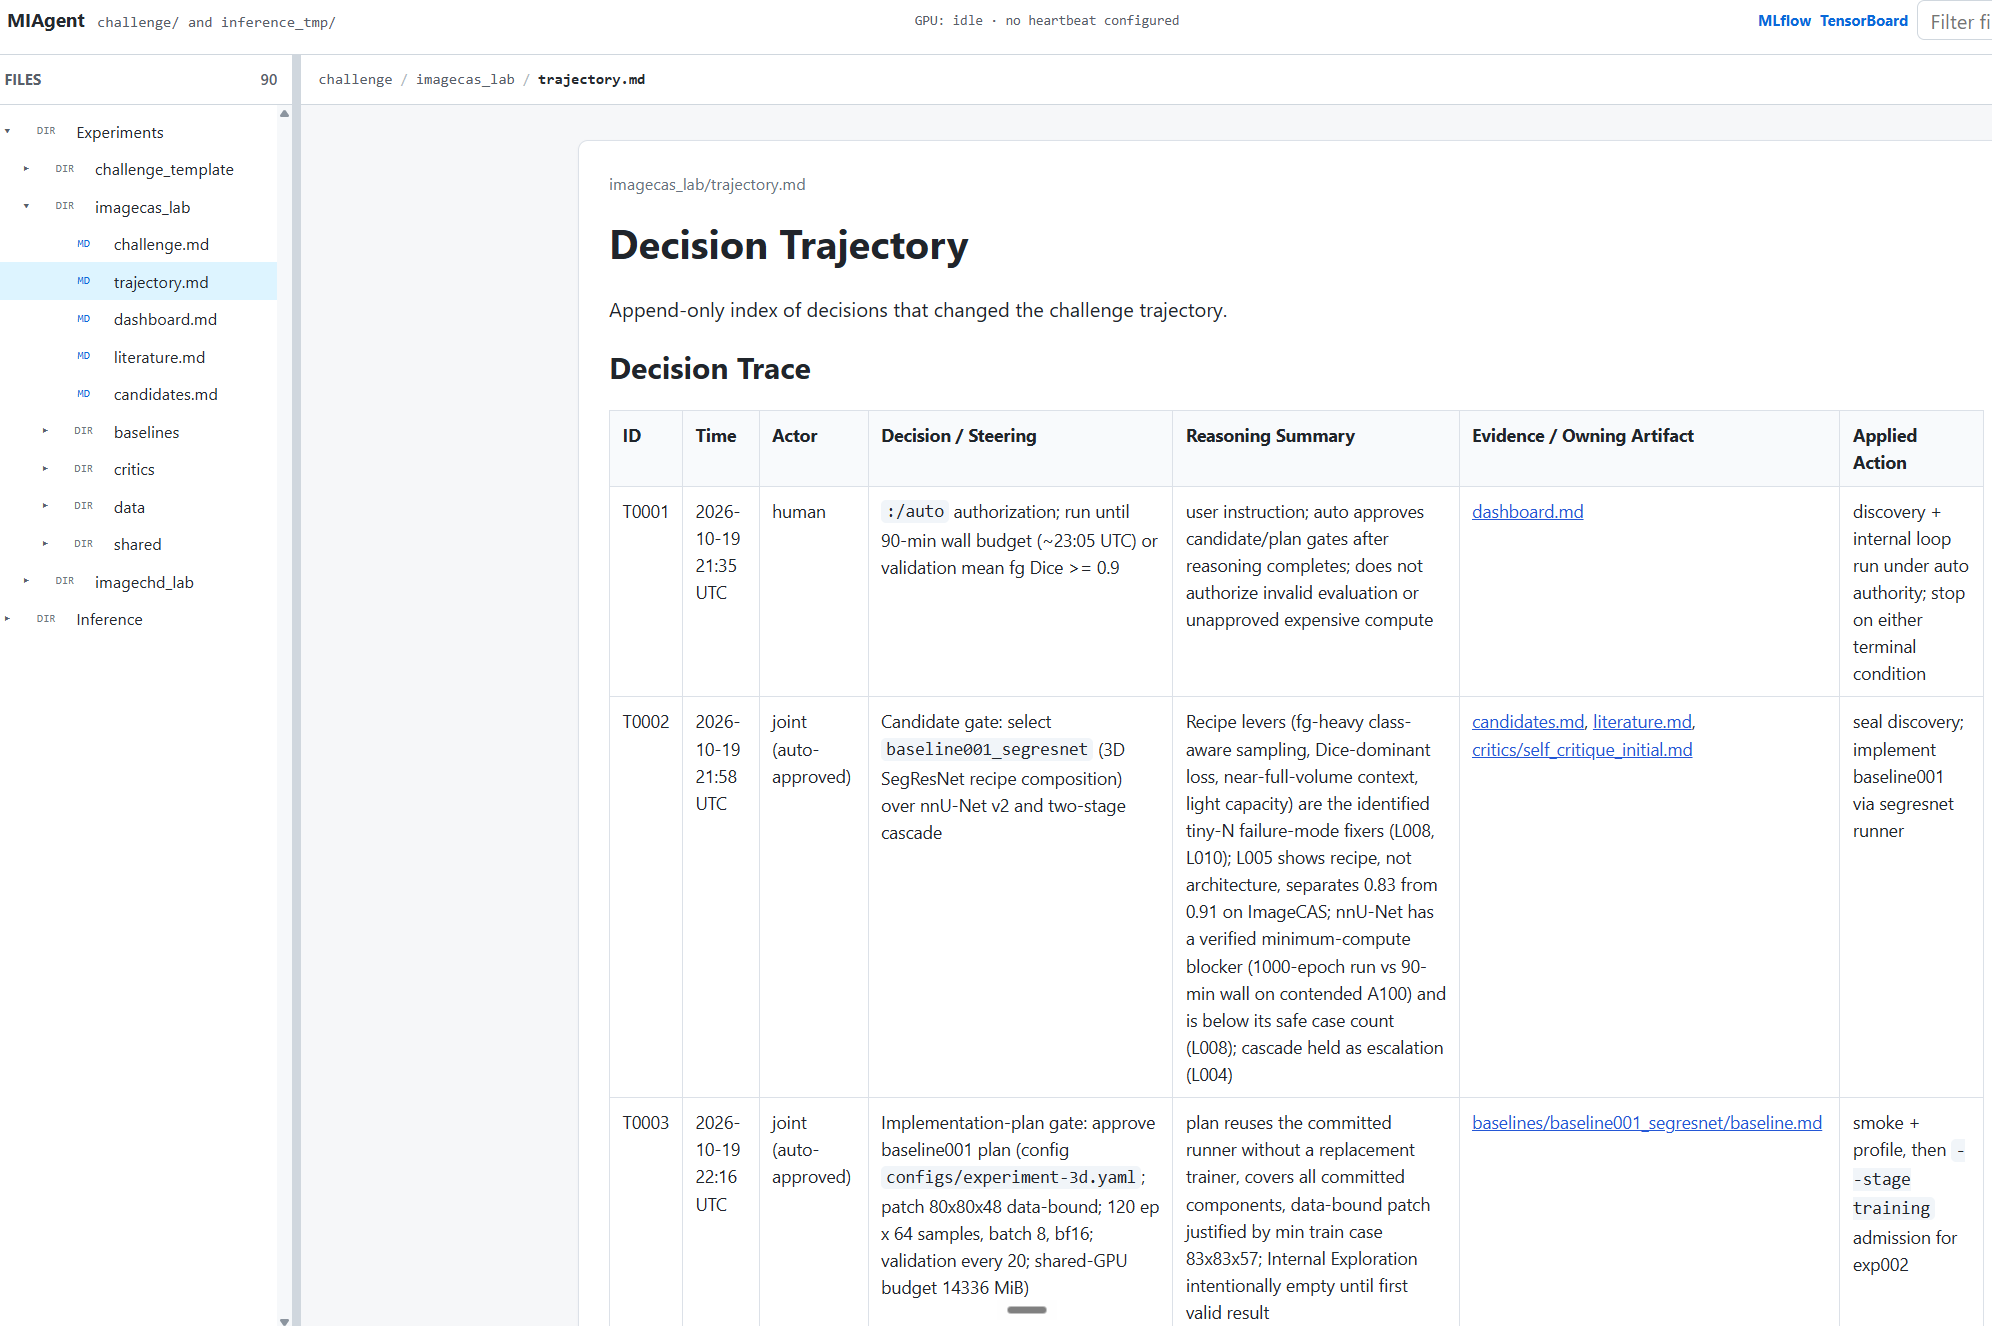 MIAgent challenge/ and inference_tmp/
GPU: idle · no heartbeat configured
MLflow TensorBoard Filter fi
FILES 90
challenge / imagecas_lab / trajectory.md
DIR Experiments
DIR challenge_template
DIR imagecas_lab
MD challenge.md
MD trajectory.md
MD dashboard.md
MD literature.md
MD candidates.md
DIR baselines
DIR critics
DIR data
DIR shared
DIR imagechd_lab
DIR Inference
imagecas_lab/trajectory.md
Decision Trajectory
Append-only index of decisions that changed the challenge trajectory.
Decision Trace
ID
Time
Actor
Decision / Steering
Reasoning Summary
Evidence / Owning Artifact
Applied
Action
T0001
2026-
10-19
21:35
UTC
human
:/auto authorization; run until
90-min wall budget (~23:05 UTC) or
validation mean fg Dice >= 0.9
user instruction; auto approves
candidate/plan gates after
reasoning completes; does not
authorize invalid evaluation or
unapproved expensive compute
dashboard.md
discovery +
internal loop
run under auto
authority; stop
on either
terminal
condition
T0002
2026-
10-19
21:58
UTC
joint
(auto-
approved)
Candidate gate: select
baseline001_segresnet (3D
SegResNet recipe composition)
over nnU-Net v2 and two-stage
cascade
Recipe levers (fg-heavy class-
aware sampling, Dice-dominant
loss, near-full-volume context,
light capacity) are the identified
tiny-N failure-mode fixers (L008,
L010); L005 shows recipe, not
architecture, separates 0.83 from
0.91 on ImageCAS; nnU-Net has
a verified minimum-compute
blocker (1000-epoch run vs 90-
min wall on contended A100) and
is below its safe case count
(L008); cascade held as escalation
(L004)
candidates.md, literature.md,
critics/self_critique_initial.md
seal discovery;
implement
baseline001
via segresnet
runner
T0003
2026-
10-19
22:16
UTC
joint
(auto-
approved)
Implementation-plan gate: approve
baseline001 plan (config
configs/experiment-3d.yaml;
patch 80x80x48 data-bound; 120 ep
x 64 samples, batch 8, bf16;
validation every 20; shared-GPU
budget 14336 MiB)
plan reuses the committed
runner without a replacement
trainer, covers all committed
components, data-bound patch
justified by min train case
83x83x57; Internal Exploration
intentionally empty until first
valid result
baselines/baseline001_segresnet/baseline.md
smoke +
profile, then -
-stage
training
admission for
exp002